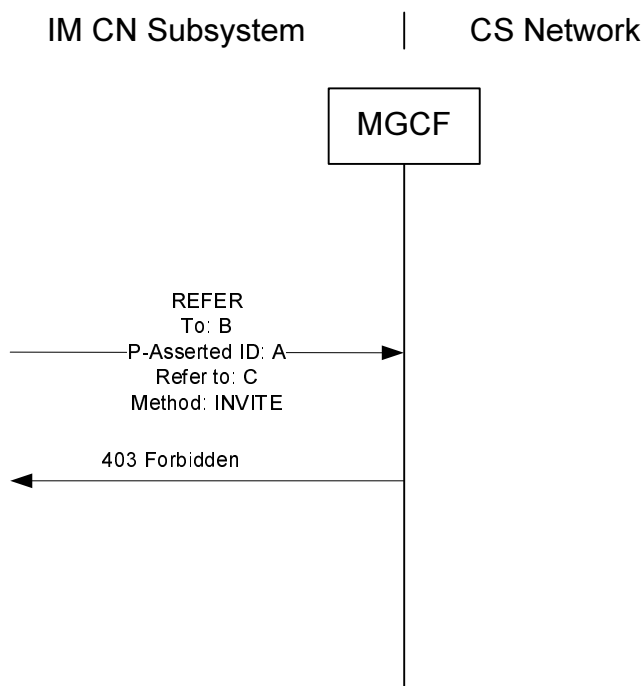 IM CN Subsystem
CS Network
MGCF
REFER
To: B
P-Asserted ID: A
Refer to: C
Method: INVITE
403 Forbidden